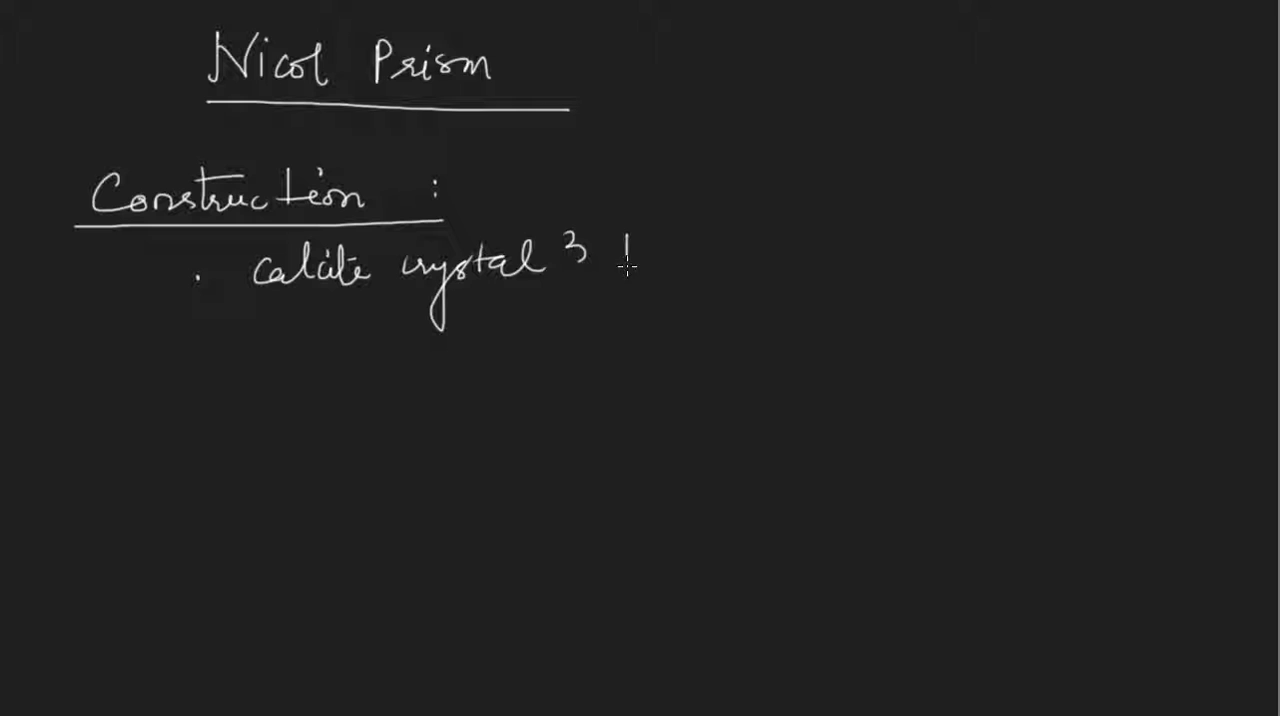 Nicol Prism
Construction :
. calcite crystal 3